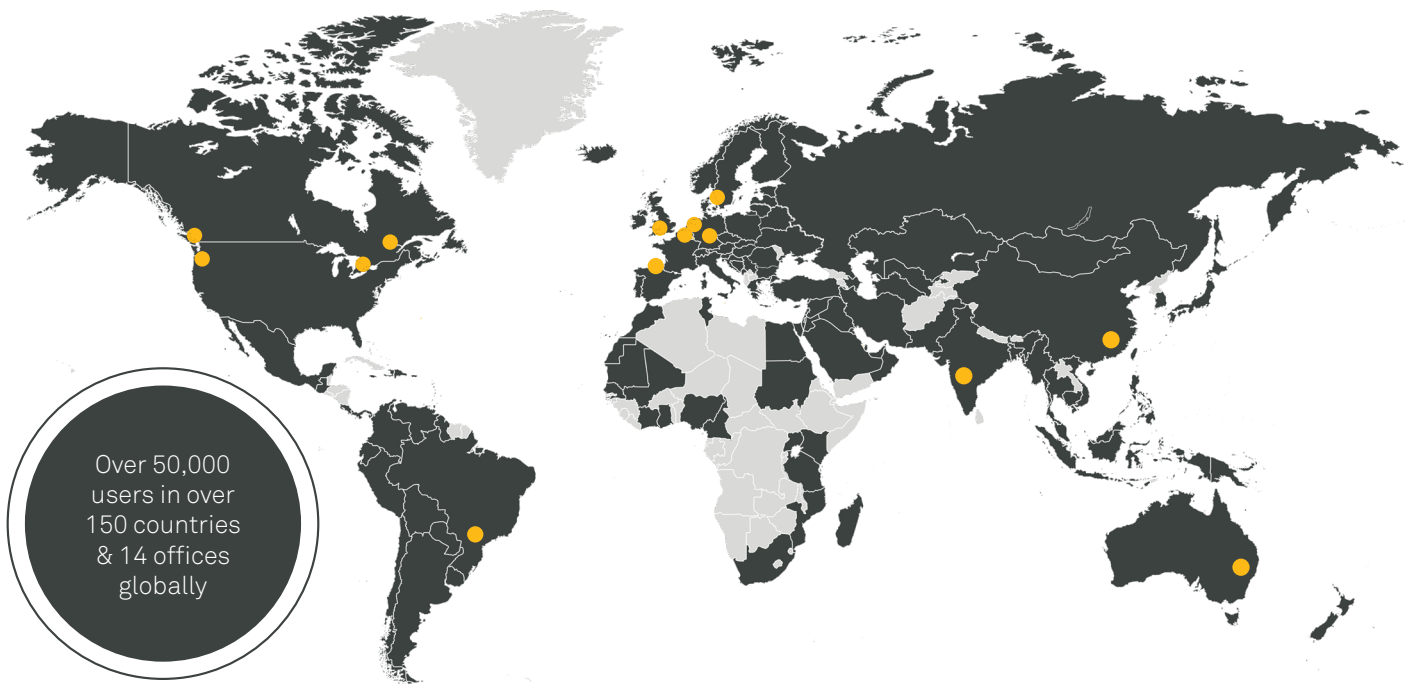 Over 50,000
users in over
150 countries
& 14 offices
globally